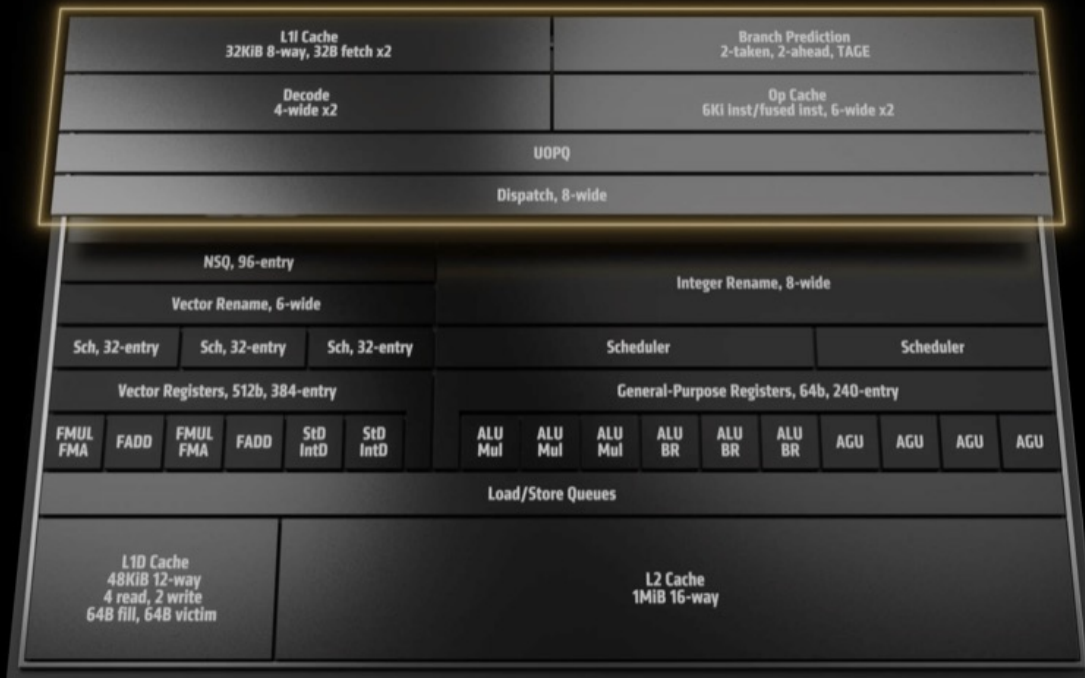 L1I Cache
32KiB 8-way, 32B fetch x2
Branch Prediction
2-taken, 2-ahead, TAGE
Decode
4-wide x2
Op Cache
6Ki inst/fused inst, 6-wide x2
UOPQ
Dispatch, 8-wide
NSQ, 96-entry
Integer Rename, 8-wide
Vector Rename, 6-wide
Sch, 32-entry
Sch, 32-entry
Sch, 32-entry
Scheduler
Scheduler
Vector Registers, 512b, 384-entry
General-Purpose Registers, 64b, 240-entry
FMUL
FMA
FADD
FMUL
FMA
FADD
StD
IntD
StD
IntD
ALU
Mul
ALU
Mul
ALU
Mul
ALU
BR
ALU
BR
ALU
BR
AGU
AGU
AGU
AGU
Load/Store Queues
L1D Cache
48KiB 12-way
4 read, 2 write
64B fill, 64B victim
L2 Cache
1MiB 16-way